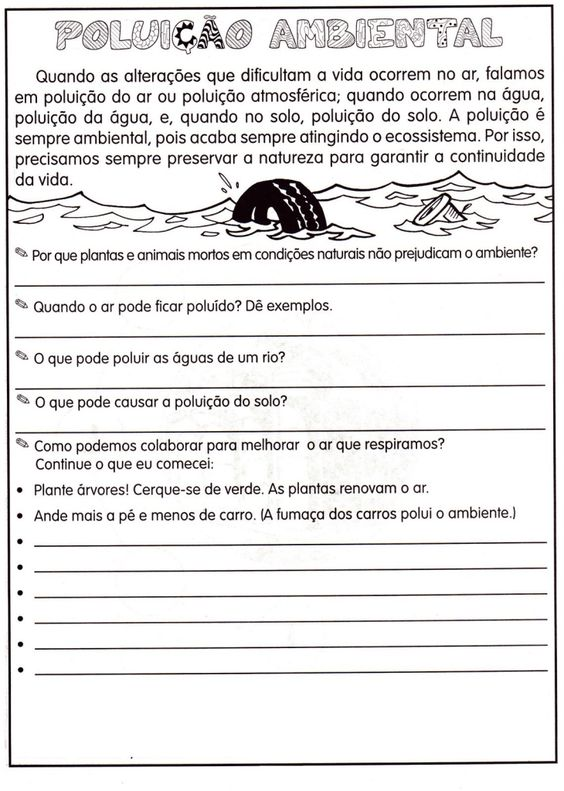 POLUIÇÃO AMBIENTAL
Quando as alterações que dificultam a vida ocorrem no ar, falamos
em poluição do ar ou poluição atmosférica; quando ocorrem na água,
poluição da água, e, quando no solo, poluição do solo. A poluição é
sempre ambiental, pois acaba sempre atingindo o ecossistema. Por isso,
precisamos sempre preservar a natureza para garantir a continuidade
da vida.
Por que plantas e animais mortos em condições naturais não prejudicam o ambiente?
Quando o ar pode ficar poluído? Dê exemplos.
O que pode poluir as águas de um rio?
O que pode causar a poluição do solo?
Como podemos colaborar para melhorar o ar que respiramos?
Continue o que eu comecei:
• Plante árvores! Cerque-se de verde. As plantas renovam o ar.
• Ande mais a pé e menos de carro. (A fumaça dos carros polui o ambiente.)